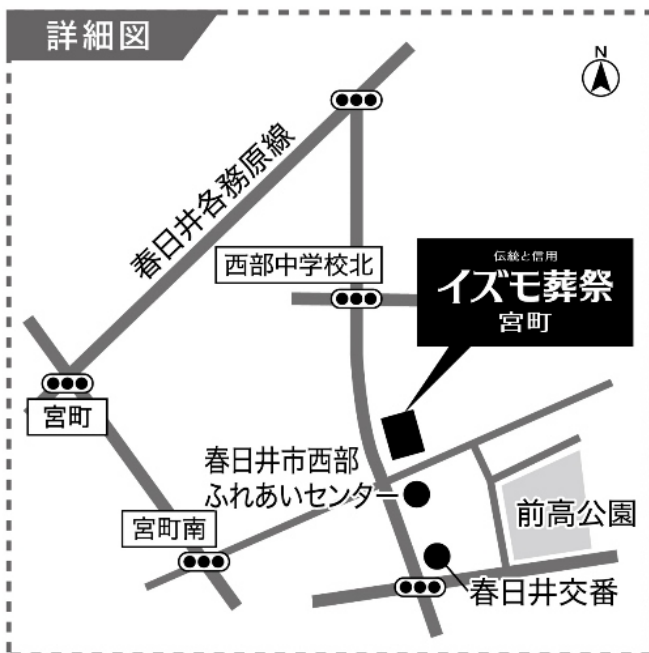 詳細図
N
春日井各務原線
西部中学校北
伝統と信用
イズモ葬祭
宮町
宮町
春日井市西部
ふれあいセンター
宮町南
前高公園
春日井交番